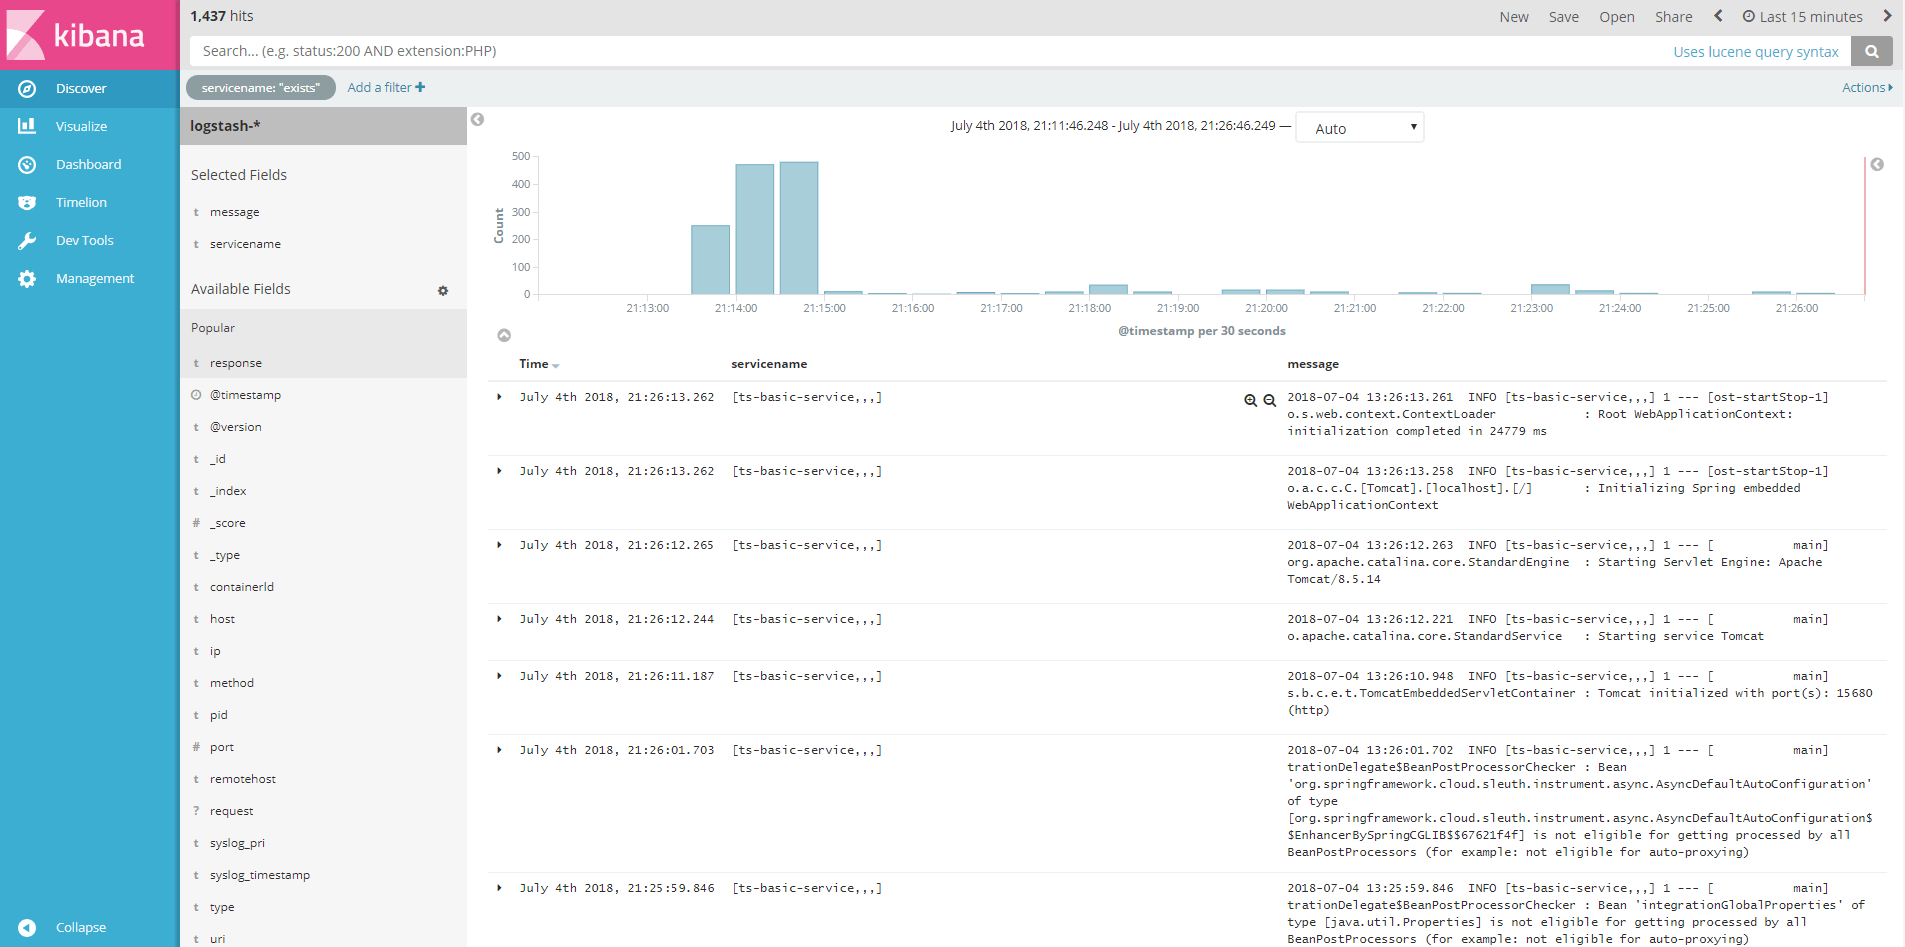 kibana
Discover
Visualize
Dashboard
Timelion
Dev Tools
Management
Collapse
1,437 hits
New Save Open Share Last 15 minutes
Search... (e.g. status:200 AND extension:PHP) Uses lucene query syntax
servicename: "exists" Add a filter Actions
logstash-*
Selected Fields
t message
t servicename
Available Fields
Popular
t response
@timestamp
t @version
t _id
t _index
# _score
t _type
t containerId
t host
t ip
t method
t pid
# port
t remotehost
? request
t syslog_pri
t syslog_timestamp
t type
t uri
July 4th 2018, 21:11:46.248 - July 4th 2018, 21:26:46.249 — Auto
500
400
300
200
100
0
Count
21:13:00 21:14:00 21:15:00 21:16:00 21:17:00 21:18:00 21:19:00 21:20:00 21:21:00 21:22:00 21:23:00 21:24:00 21:25:00 21:26:00
@timestamp per 30 seconds
Time servicename message
July 4th 2018, 21:26:13.262 [ts-basic-service,,,] 2018-07-04 13:26:13.261 INFO [ts-basic-service,,,] 1 --- [ost-startStop-1]
o.s.web.context.ContextLoader : Root WebApplicationContext:
initialization completed in 24779 ms
July 4th 2018, 21:26:13.262 [ts-basic-service,,,] 2018-07-04 13:26:13.258 INFO [ts-basic-service,,,] 1 --- [ost-startStop-1]
o.a.c.c.C.[Tomcat].[localhost].[/] : Initializing Spring embedded
WebApplicationContext
July 4th 2018, 21:26:12.265 [ts-basic-service,,,] 2018-07-04 13:26:12.263 INFO [ts-basic-service,,,] 1 --- [ main]
org.apache.catalina.core.StandardEngine : Starting Servlet Engine: Apache
Tomcat/8.5.14
July 4th 2018, 21:26:12.244 [ts-basic-service,,,] 2018-07-04 13:26:12.221 INFO [ts-basic-service,,,] 1 --- [ main]
o.apache.catalina.core.StandardService : Starting service Tomcat
July 4th 2018, 21:26:11.187 [ts-basic-service,,,] 2018-07-04 13:26:10.948 INFO [ts-basic-service,,,] 1 --- [ main]
s.b.c.e.t.TomcatEmbeddedServletContainer : Tomcat initialized with port(s): 15680
(http)
July 4th 2018, 21:26:01.703 [ts-basic-service,,,] 2018-07-04 13:26:01.702 INFO [ts-basic-service,,,] 1 --- [ main]
trationDelegate$BeanPostProcessorChecker : Bean
'org.springframework.cloud.sleuth.instrument.async.AsyncDefaultAutoConfiguration'
of type
[org.springframework.cloud.sleuth.instrument.async.AsyncDefaultAutoConfiguration$
$EnhancerBySpringCGLIB$$67621f4f] is not eligible for getting processed by all
BeanPostProcessors (for example: not eligible for auto-proxying)
July 4th 2018, 21:25:59.846 [ts-basic-service,,,] 2018-07-04 13:25:59.846 INFO [ts-basic-service,,,] 1 --- [ main]
trationDelegate$BeanPostProcessorChecker : Bean 'integrationGlobalProperties' of
type [java.util.Properties] is not eligible for getting processed by all
BeanPostProcessors (for example: not eligible for auto-proxying)